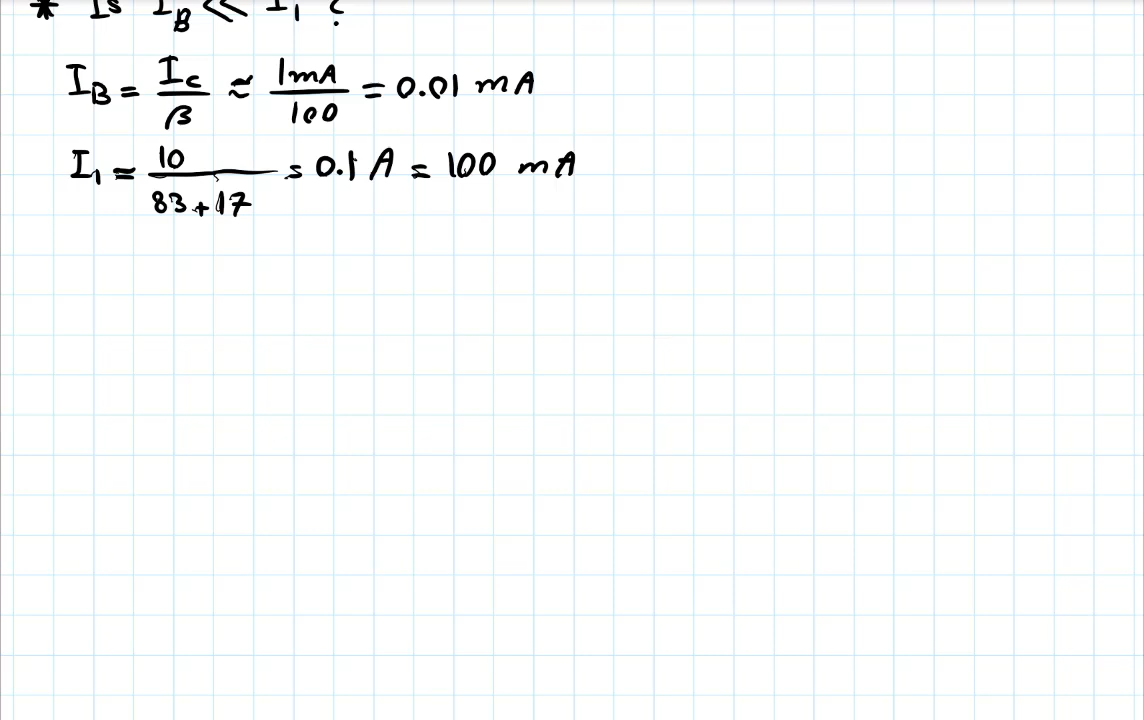 * Is I_B << I_1 ?
I_B = I_C / β ≈ 1mA / 100 = 0.01 mA
I_1 ≈ 10 / 83+17 = 0.1 A = 100 mA